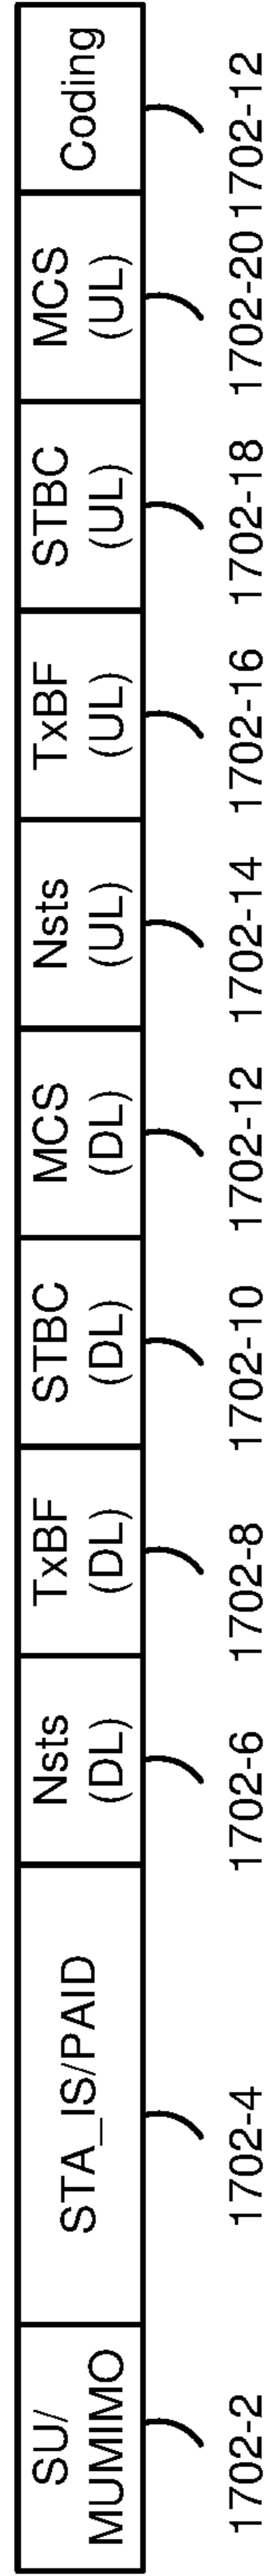 SU/
MUMIMO
STA_IS/PAID
Nsts
(DL)
TxBF
(DL)
STBC
(DL)
MCS
(DL)
Nsts
(UL)
TxBF
(UL)
STBC
(UL)
MCS
(UL)
Coding
1702-2
1702-4
1702-6
1702-8
1702-10
1702-12
1702-14
1702-16
1702-18
1702-20
1702-12